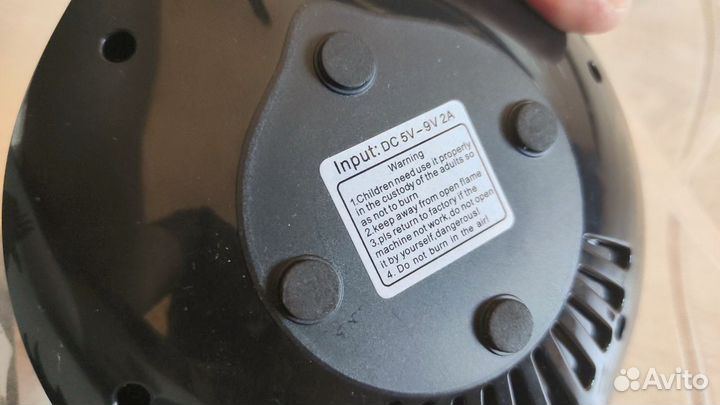 Input: DC 5V-9V 2A
Warning
1.Children need use it properly
in the custody of the adults so
as not to burn
2.keep away from open flame
3.pls return to factory if the
machine not work,do not open
it by yourself,dangerous!
4. Do not burn in the air!
Avito